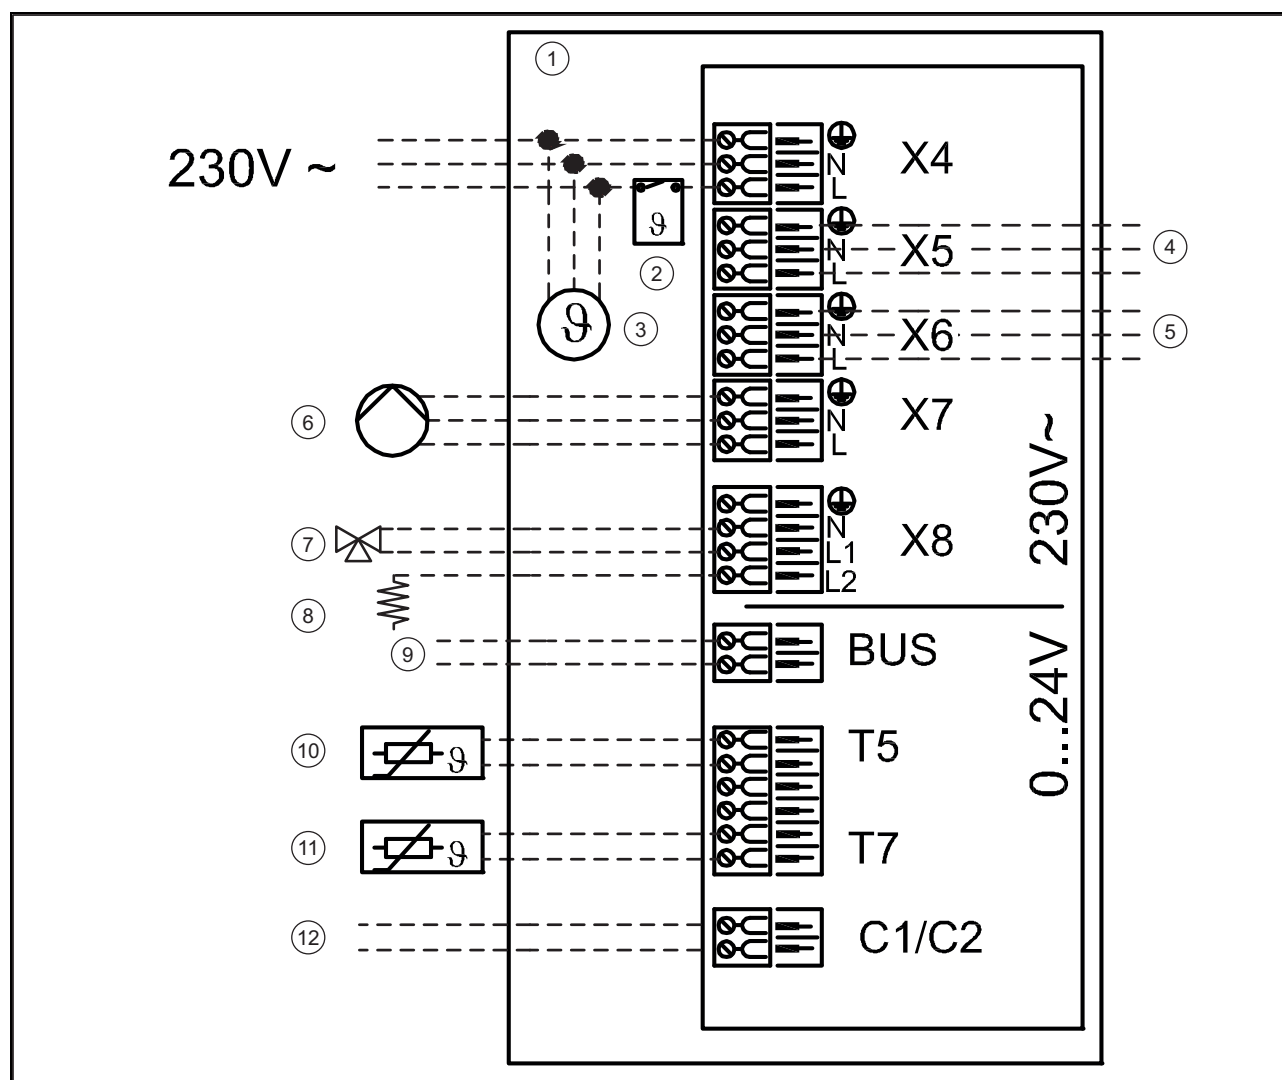 1
230V ~
N
L
X4
ϑ
2
N
L
X5
4
ϑ
3
N
L
X6
5
6
N
L
X7
230V~
7
N
L1
L2
X8
8
9
BUS
0...24V
10
ϑ
T5
11
ϑ
T7
12
C1/C2